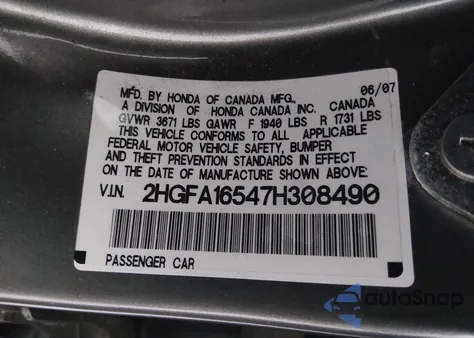 MFD. BY HONDA OF CANADA MFG. 06/07
A DIVISION OF HONDA CANADA INC. CANADA
GVWR 3671 LBS GAWR F 1940 LBS R 1731 LBS
THIS VEHICLE CONFORMS TO ALL APPLICABLE
FEDERAL MOTOR VEHICLE SAFETY, BUMPER
AND THEFT PREVENTION STANDARDS IN EFFECT
ON THE DATE OF MANUFACTURE SHOWN ABOVE.
V.I.N. 2HGFA16547H308490
PASSENGER CAR
autoSnap